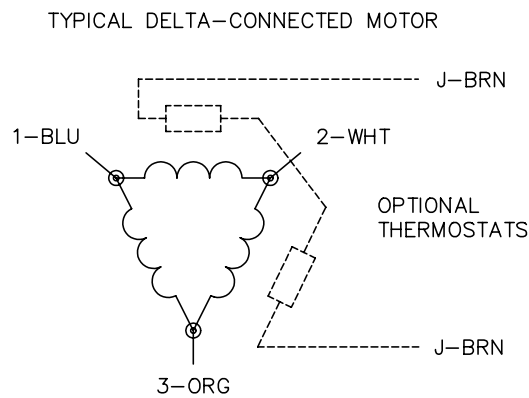 TYPICAL DELTA-CONNECTED MOTOR
J-BRN
1-BLU
2-WHT
OPTIONAL
THERMOSTATS
J-BRN
3-ORG